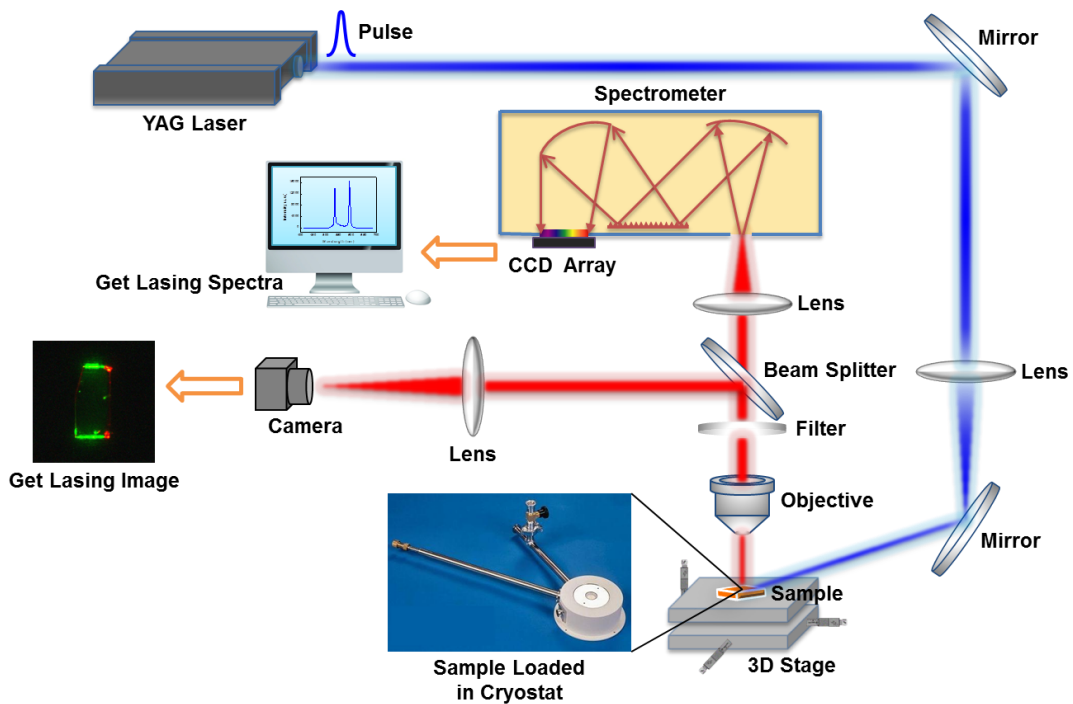 Pulse
Mirror
YAG Laser
Spectrometer
CCD Array
Get Lasing Spectra
Lens
Beam Splitter
Lens
Camera
Lens
Filter
Get Lasing Image
Objective
Mirror
Sample
3D Stage
Sample Loaded
in Cryostat